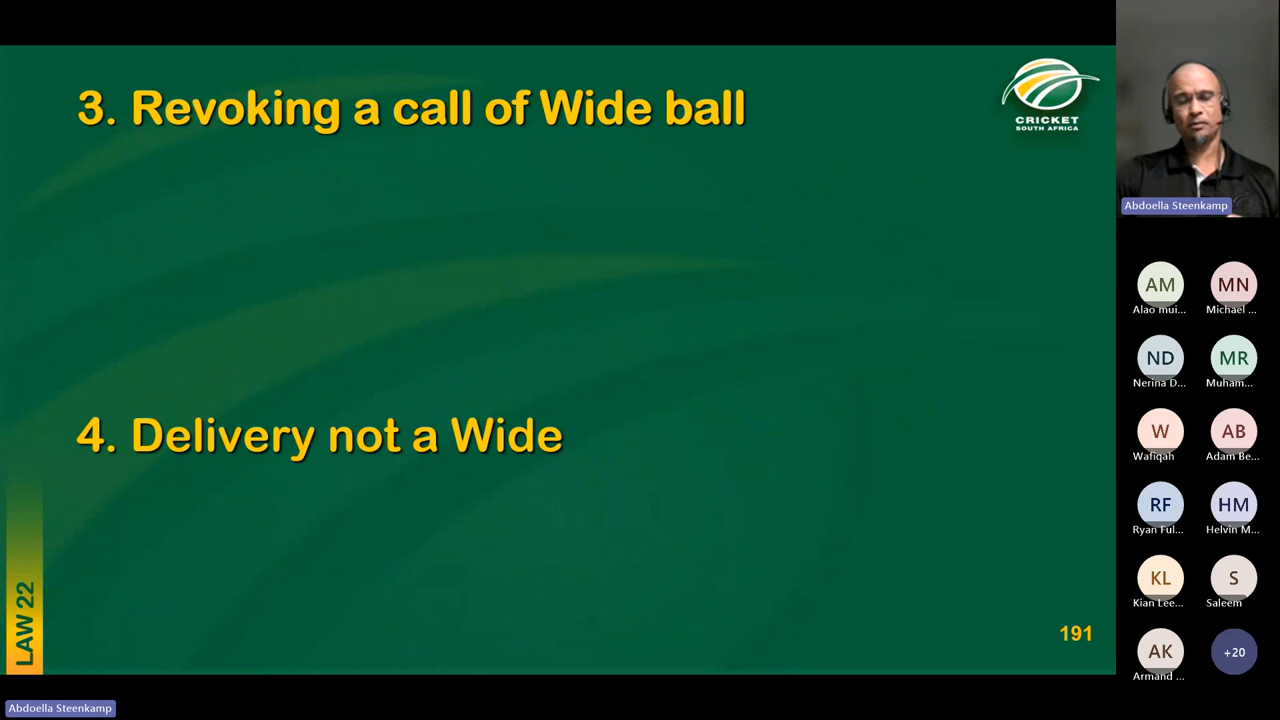 3. Revoking a call of Wide ball
CRICKET
SOUTH AFRICA
4. Delivery not a Wide
LAW 22
191
Abdoella Steenkamp
AM
Alao mui...
MN
Michael ...
ND
Nerina D...
MR
Muham...
W
Wafiqah
AB
Adam Be...
RF
Ryan Ful...
HM
Helvin M...
KL
Kian Lee...
S
Saleem
AK
Armand ...
+20
Abdoella Steenkamp